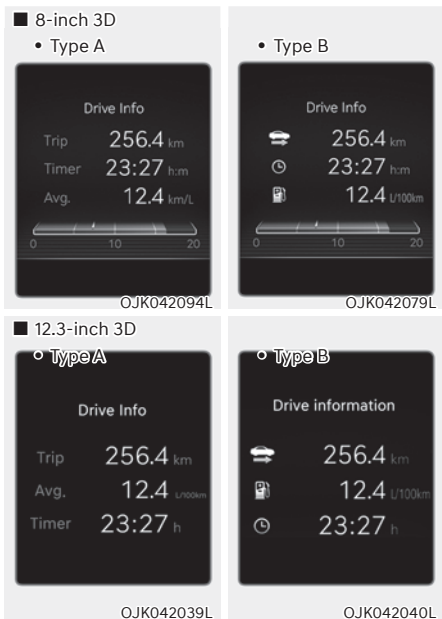 ■ 8-inch 3D
• Type A
Drive Info
Trip 256.4 km
Timer 23:27 h:m
Avg. 12.4 km/L
0 10 20
OJK042094L
• Type B
Drive Info
256.4 km
23:27 h:m
12.4 L/100km
0 10 20
OJK042079L
■ 12.3-inch 3D
• Type A
Drive Info
Trip 256.4 km
Avg. 12.4 L/100km
Timer 23:27 h
OJK042039L
• Type B
Drive information
256.4 km
12.4 L/100km
23:27 h
OJK042040L